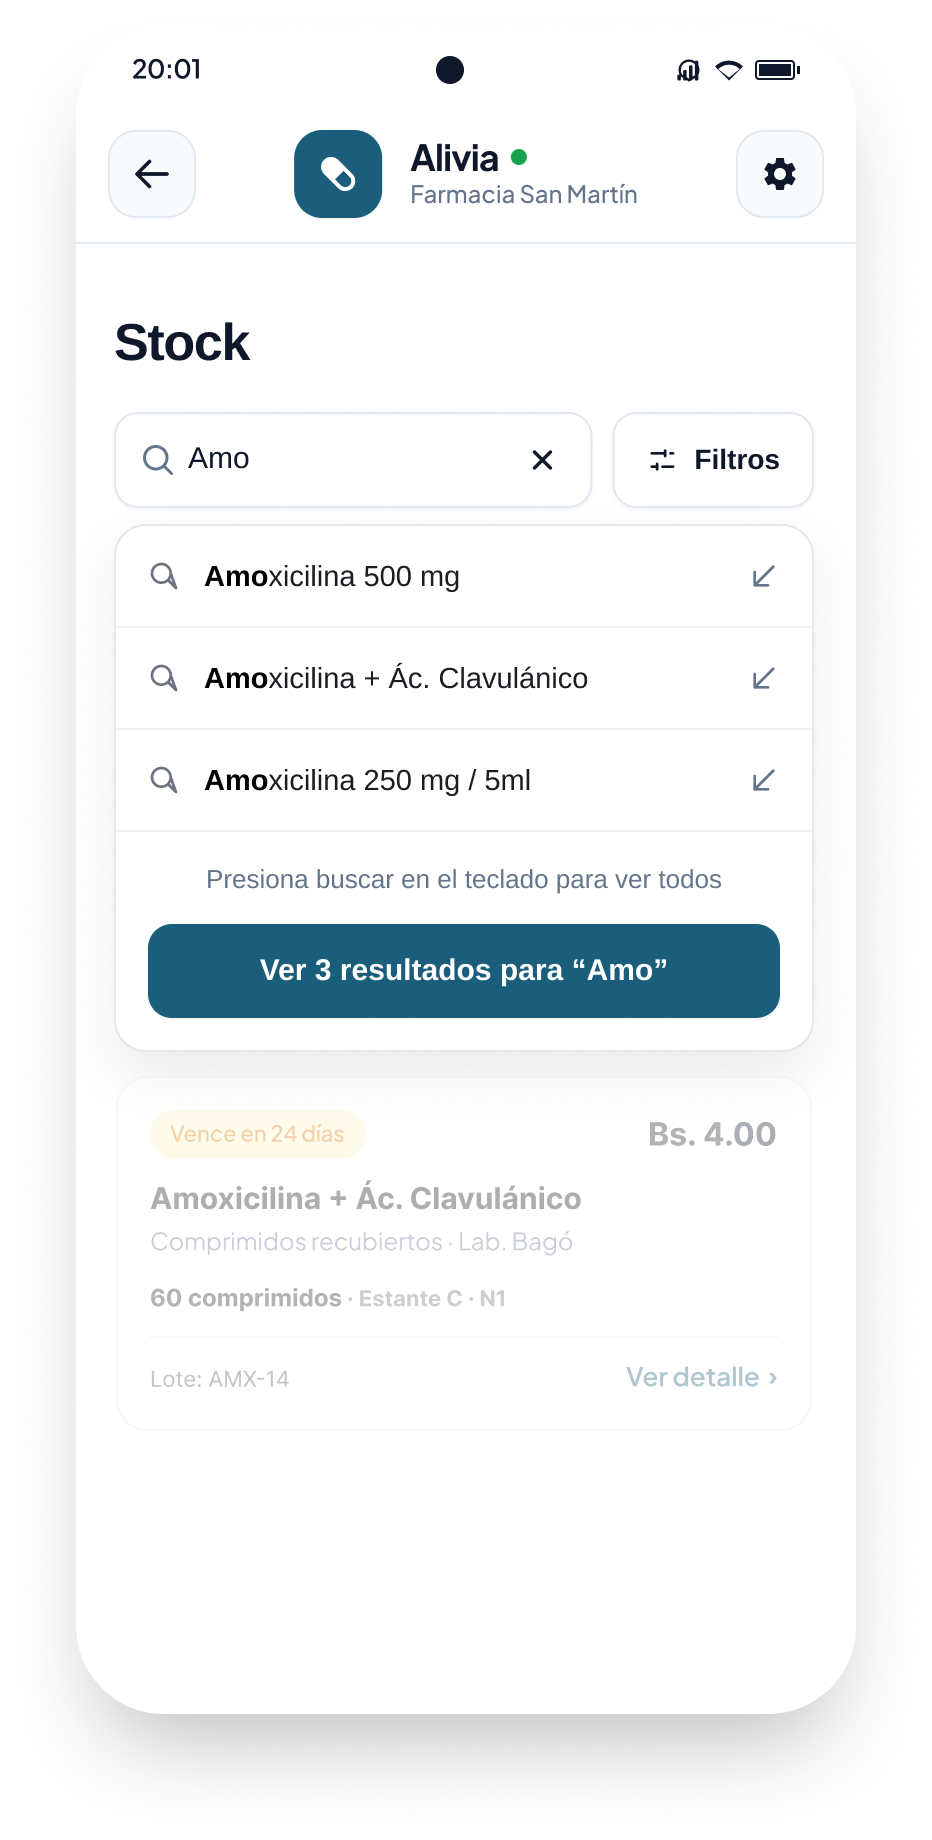 20:01
Alivia
Farmacia San Martín
Stock
Amo
Filtros
Amoxicilina 500 mg
Amoxicilina + Ác. Clavulánico
Amoxicilina 250 mg / 5ml
Presiona buscar en el teclado para ver todos
Ver 3 resultados para “Amo”
Vence en 24 días
Bs. 4.00
Amoxicilina + Ác. Clavulánico
Comprimidos recubiertos · Lab. Bagó
60 comprimidos · Estante C · N1
Lote: AMX-14
Ver detalle ›